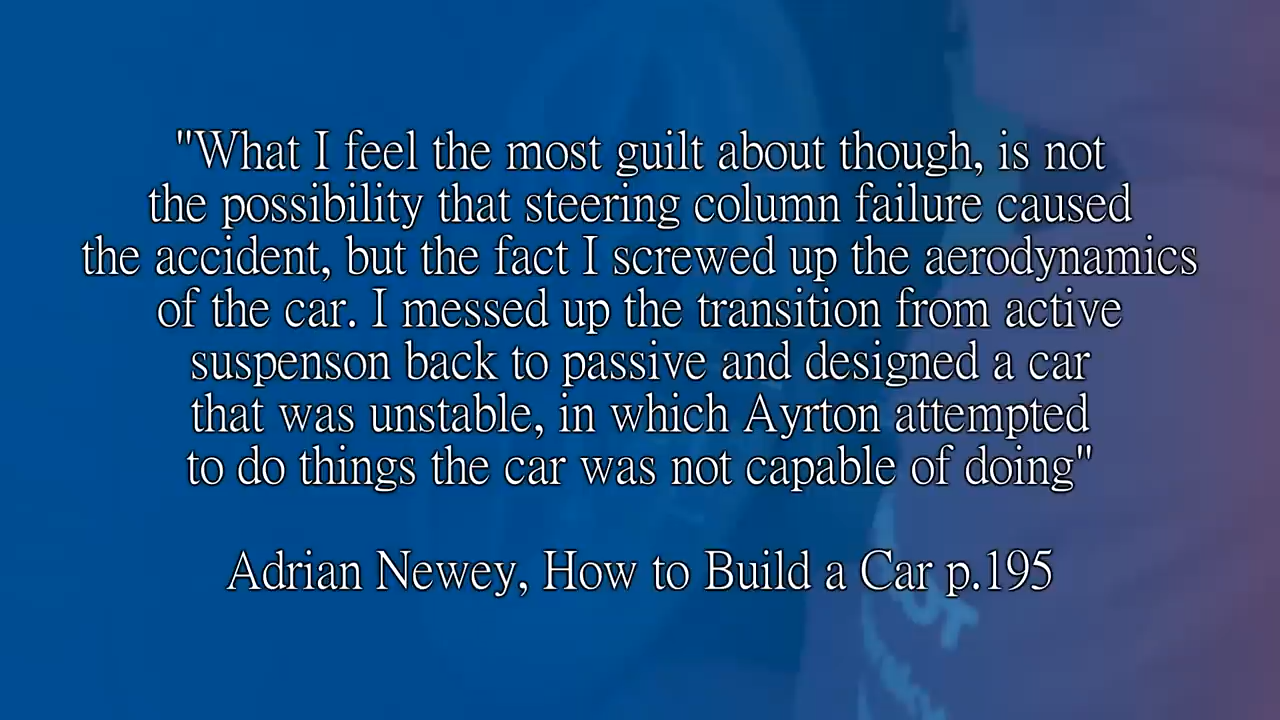 "What I feel the most guilt about though, is not
the possibility that steering column failure caused
the accident, but the fact I screwed up the aerodynamics
of the car. I messed up the transition from active
suspenson back to passive and designed a car
that was unstable, in which Ayrton attempted
to do things the car was not capable of doing"
Adrian Newey, How to Build a Car p.195